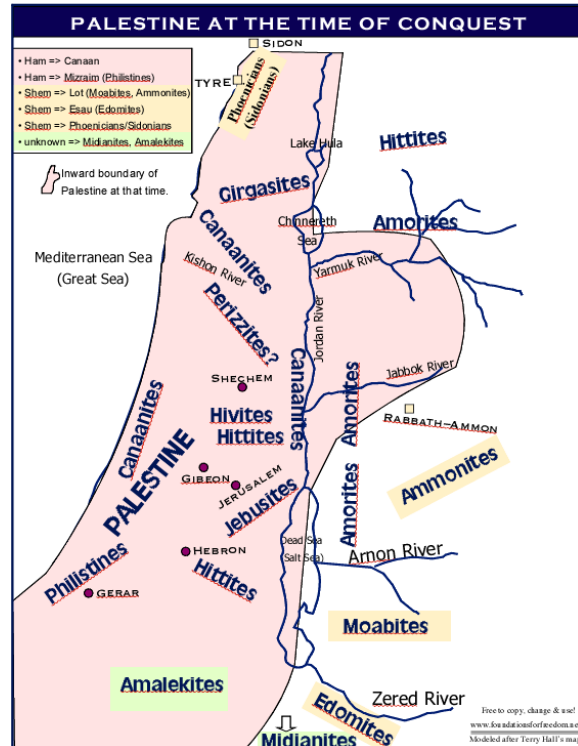 PALESTINE AT THE TIME OF CONQUEST
• Ham => Canaan
• Ham => Mizraim (Philistines)
• Shem => Lot (Moabites, Ammonites)
• Shem => Esau (Edomites)
• Shem => Phoenicians/Sidonians
• unknown => Midianites, Amalekites
Inward boundary of
Palestine at that time.
SIDON
TYRE
Phoenicians
(Sidonians)
Lake Hula
Hittites
Girgasites
Chinnereth
Sea
Amorites
Mediterranean Sea
(Great Sea)
Canaanites
Kishon River
Yarmuk River
Perizzites?
Jordan River
Canaanites
SHECHEM
Jabbok River
Amorites
RABBATH-AMMON
Hivites
Hittites
Canaanites
PALESTINE
GIBEON
JERUSALEM
Jebusites
Amorites
Ammonites
Dead Sea
Salt Sea)
Arnon River
HEBRON
Hittites
Philistines
GERAR
Moabites
Amalekites
Edomites
Zered River
Midianites
Free to copy, change & use!
www.foundationsforfreedom.ne
Modeled after Terry Hall's map